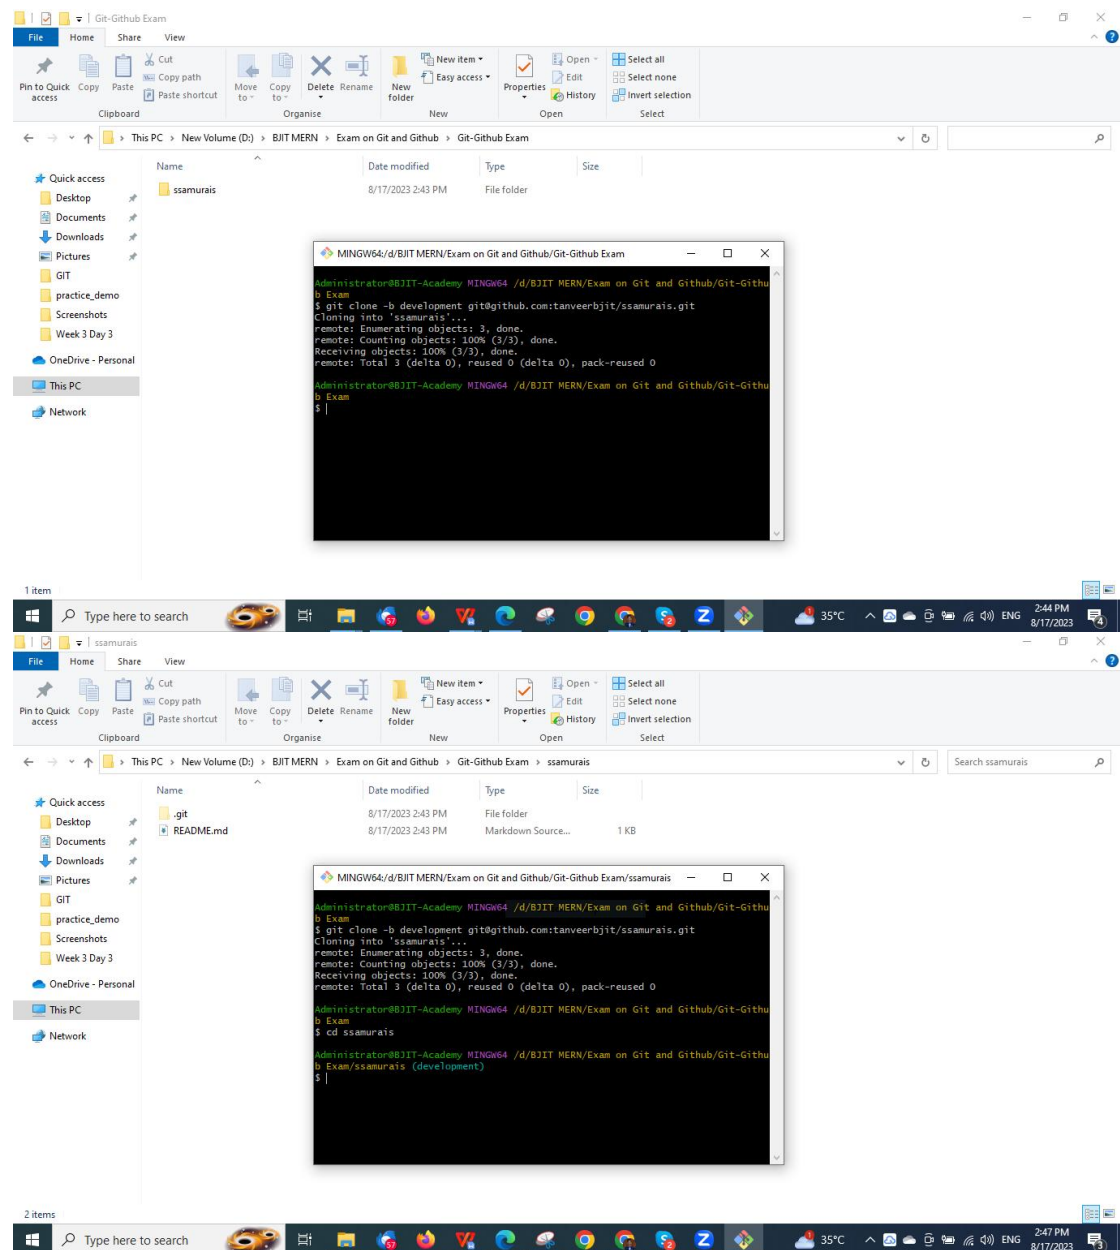 Git-Github Exam
File Home Share View
Pin to Quick access
Copy
Paste
Cut
Copy path
Paste shortcut
Move to
Copy to
Delete
Rename
New folder
New item
Easy access
Properties
Open
Edit
History
Select all
Select none
Invert selection
Clipboard Organise New Open Select
This PC > New Volume (D:) > BJIT MERN > Exam on Git and Github > Git-Github Exam
Name Date modified Type Size
ssamurais 8/17/2023 2:43 PM File folder
Quick access
Desktop
Documents
Downloads
Pictures
GIT
practice_demo
Screenshots
Week 3 Day 3
OneDrive - Personal
This PC
Network
MINGW64:/d/BJIT MERN/Exam on Git and Github/Git-Github Exam
Administrator@BJIT-Academy MINGW64 /d/BJIT MERN/Exam on Git and Github/Git-Githu
b Exam
$ git clone -b development git@github.com:tanveerbjit/ssamurais.git
Cloning into 'ssamurais'...
remote: Enumerating objects: 3, done.
remote: Counting objects: 100% (3/3), done.
Receiving objects: 100% (3/3), done.
remote: Total 3 (delta 0), reused 0 (delta 0), pack-reused 0
Administrator@BJIT-Academy MINGW64 /d/BJIT MERN/Exam on Git and Github/Git-Githu
b Exam
$
1 item
Type here to search
57
2
Z
1
35°C
ENG
2:44 PM
8/17/2023
4
ssamurais
File Home Share View
Pin to Quick access
Copy
Paste
Cut
Copy path
Paste shortcut
Move to
Copy to
Delete
Rename
New folder
New item
Easy access
Properties
Open
Edit
History
Select all
Select none
Invert selection
Clipboard Organise New Open Select
This PC > New Volume (D:) > BJIT MERN > Exam on Git and Github > Git-Github Exam > ssamurais
Search ssamurais
Name Date modified Type Size
.git 8/17/2023 2:43 PM File folder
README.md 8/17/2023 2:43 PM Markdown Source... 1 KB
Quick access
Desktop
Documents
Downloads
Pictures
GIT
practice_demo
Screenshots
Week 3 Day 3
OneDrive - Personal
This PC
Network
MINGW64:/d/BJIT MERN/Exam on Git and Github/Git-Github Exam/ssamurais
Administrator@BJIT-Academy MINGW64 /d/BJIT MERN/Exam on Git and Github/Git-Githu
b Exam
$ git clone -b development git@github.com:tanveerbjit/ssamurais.git
Cloning into 'ssamurais'...
remote: Enumerating objects: 3, done.
remote: Counting objects: 100% (3/3), done.
Receiving objects: 100% (3/3), done.
remote: Total 3 (delta 0), reused 0 (delta 0), pack-reused 0
Administrator@BJIT-Academy MINGW64 /d/BJIT MERN/Exam on Git and Github/Git-Githu
b Exam
$ cd ssamurais
Administrator@BJIT-Academy MINGW64 /d/BJIT MERN/Exam on Git and Github/Git-Githu
b Exam/ssamurais (development)
$
2 items
Type here to search
57
2
Z
1
35°C
ENG
2:47 PM
8/17/2023
3